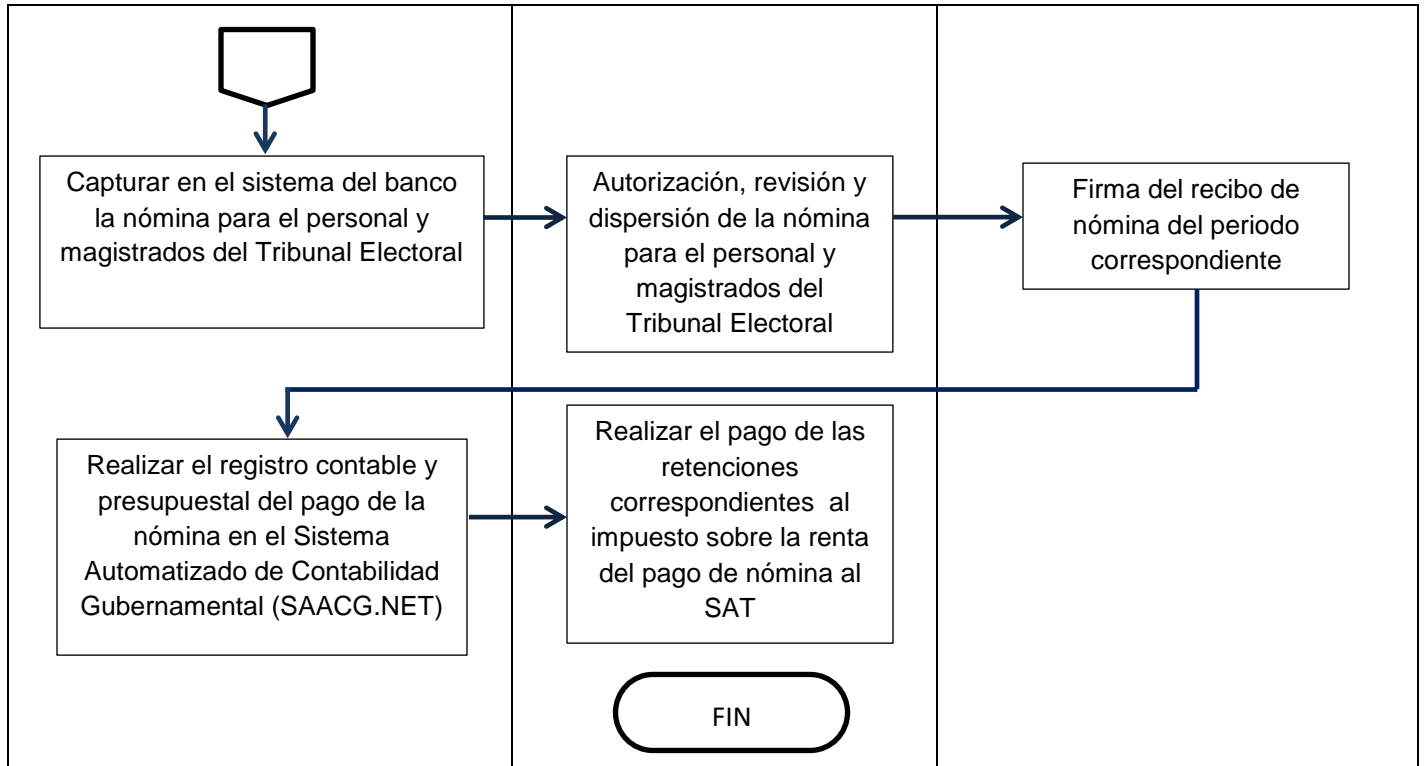 Capturar en el sistema del banco
la nómina para el personal y
magistrados del Tribunal Electoral
Autorización, revisión y
dispersión de la nómina
para el personal y
magistrados del
Tribunal Electoral
Firma del recibo de
nómina del periodo
correspondiente
Realizar el registro contable y
presupuestal del pago de la
nómina en el Sistema
Automatizado de Contabilidad
Gubernamental (SAACG.NET)
Realizar el pago de las
retenciones
correspondientes al
impuesto sobre la renta
del pago de nómina al
SAT
FIN